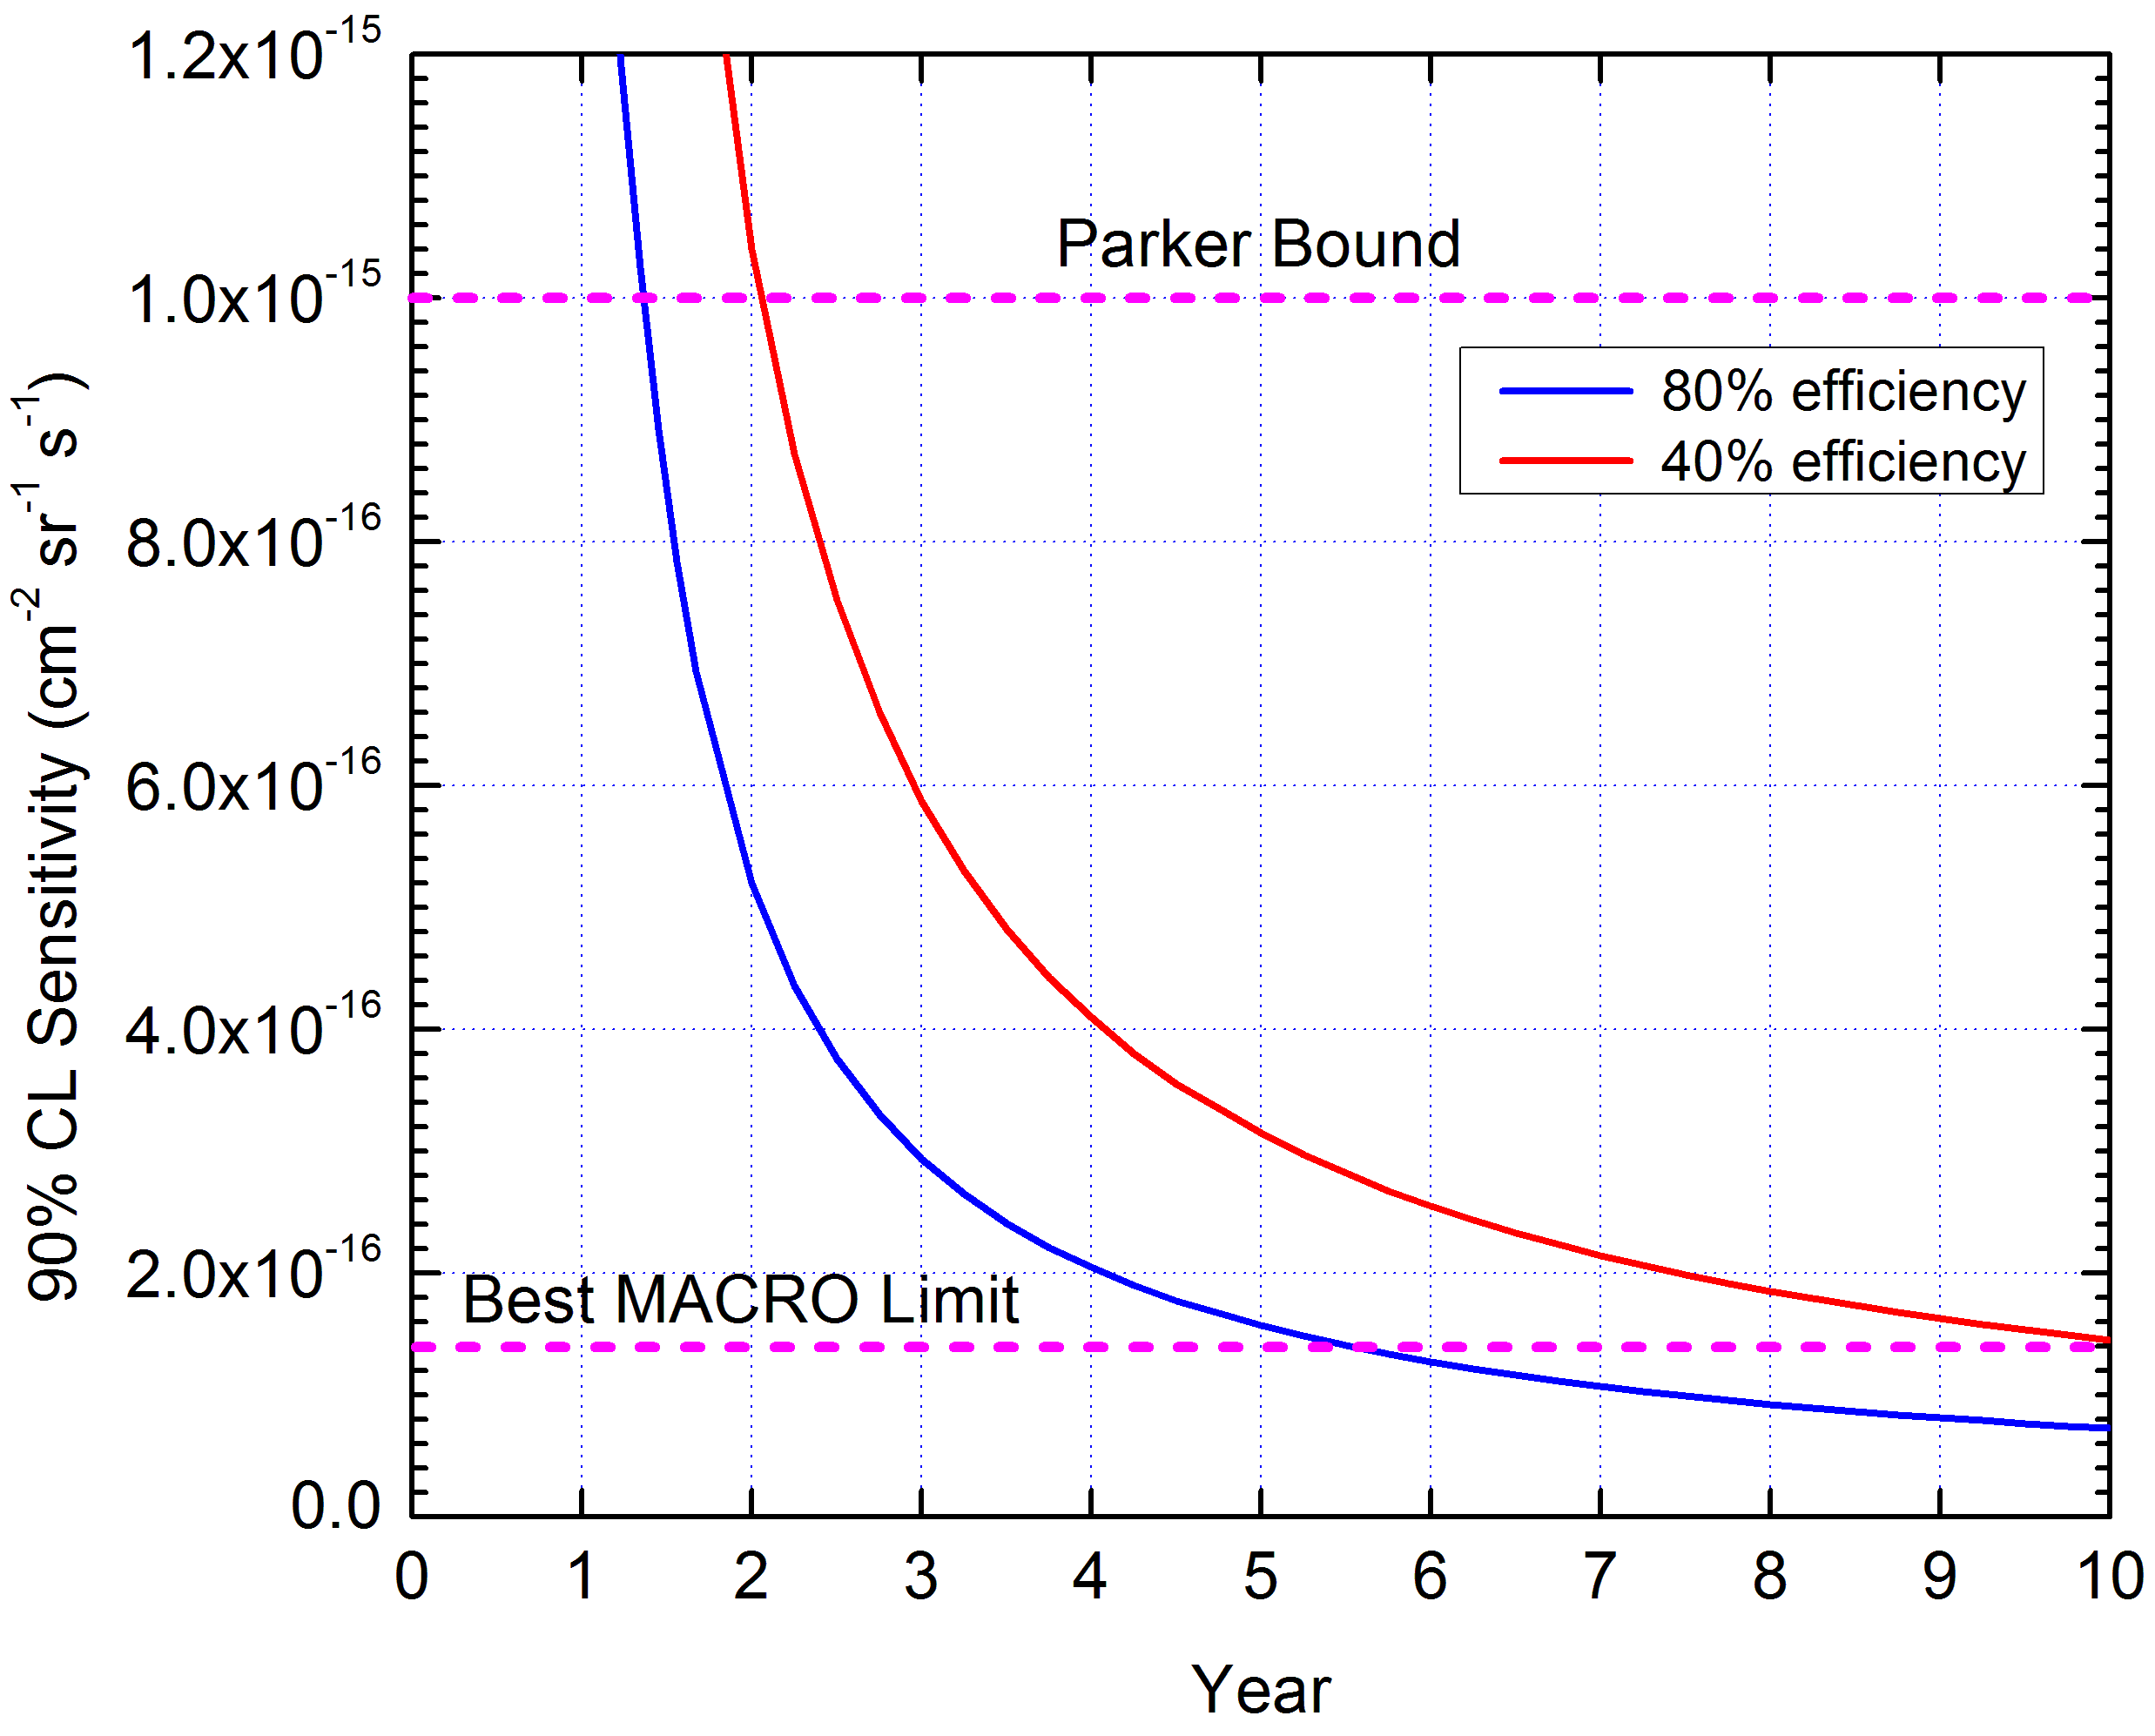 1.2x10^-15
1.0x10^-15
8.0x10^-16
6.0x10^-16
4.0x10^-16
2.0x10^-16
0.0
90% CL Sensitivity (cm^-2 sr^-1 s^-1)
Parker Bound
80% efficiency
40% efficiency
Best MACRO Limit
0 1 2 3 4 5 6 7 8 9 10
Year